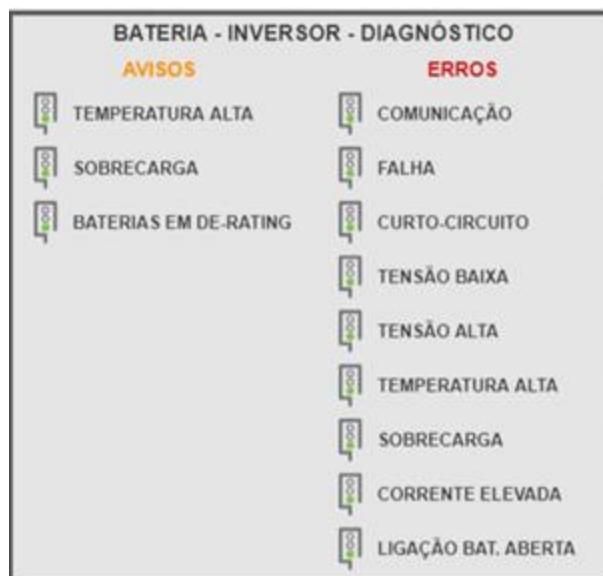 BATERIA - INVERSOR - DIAGNÓSTICO
AVISOS
TEMPERATURA ALTA
SOBRECARGA
BATERIAS EM DE-RATING
ERROS
COMUNICAÇÃO
FALHA
CURTO-CIRCUITO
TENSÃO BAIXA
TENSÃO ALTA
TEMPERATURA ALTA
SOBRECARGA
CORRENTE ELEVADA
LIGAÇÃO BAT. ABERTA